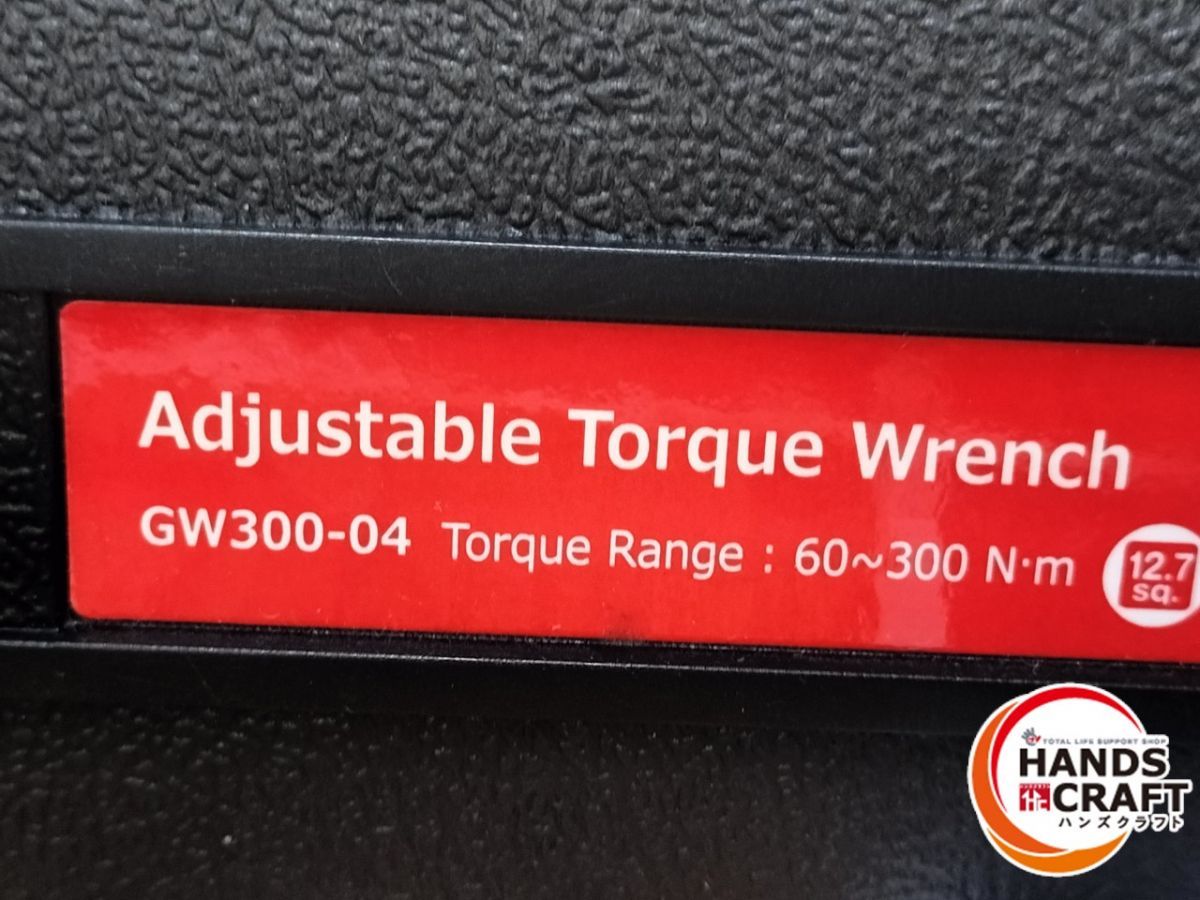 Adjustable Torque Wrench
GW300-04 Torque Range : 60~300 N·m
12.7
sq.
TOTAL LIFE SUPPORT SHOP
HANDS
CRAFT
ハンズクラフト